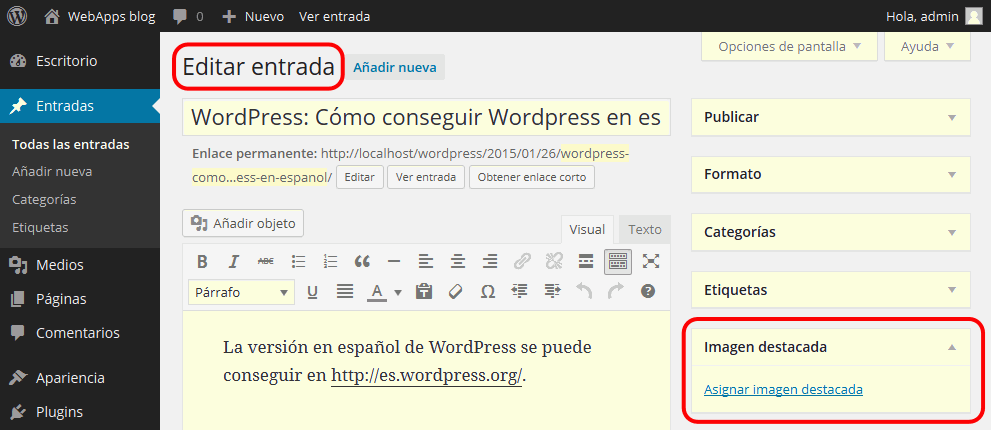 WebApps blog 0 Nuevo Ver entrada Hola, admin
Escritorio
Entradas
Todas las entradas
Añadir nueva
Categorías
Etiquetas
Medios
Páginas
Comentarios
Apariencia
Plugins
Opciones de pantalla Ayuda
Editar entrada Añadir nueva
WordPress: Cómo conseguir Wordpress en es
Enlace permanente: http://localhost/wordpress/2015/01/26/wordpress-
como...ess-en-espanol/ Editar Ver entrada Obtener enlace corto
Añadir objeto
Visual Texto
B I ABC
Párrafo U A Ω
La versión en español de WordPress se puede
conseguir en http://es.wordpress.org/.
Publicar
Formato
Categorías
Etiquetas
Imagen destacada
Asignar imagen destacada